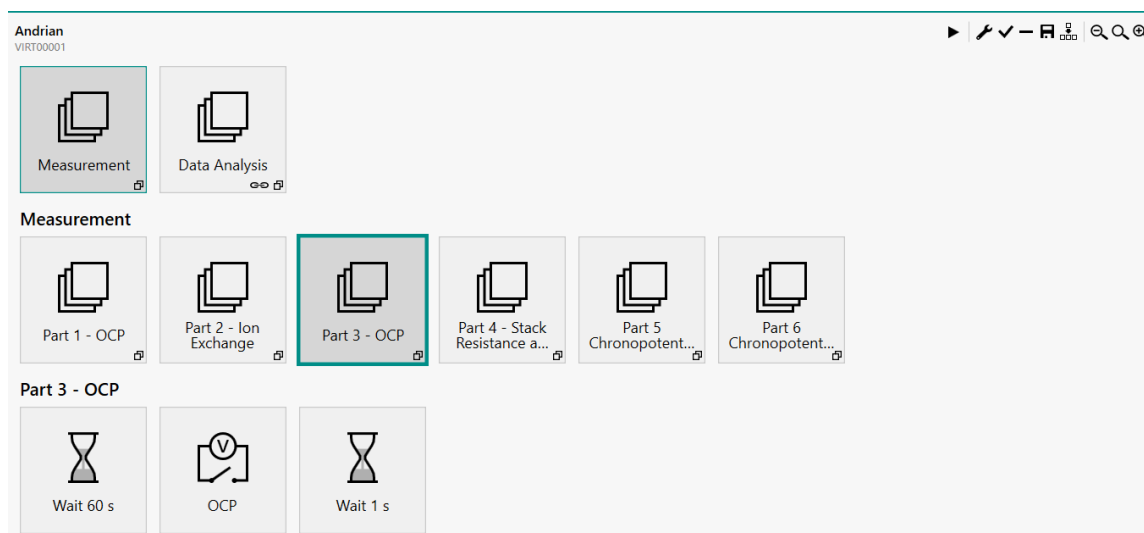 Andrian
VIRT00001
Measurement
Data Analysis
Measurement
Part 1 - OCP
Part 2 - Ion
Exchange
Part 3 - OCP
Part 4 - Stack
Resistance a...
Part 5
Chronopotent...
Part 6
Chronopotent...
Part 3 - OCP
Wait 60 s
V
OCP
Wait 1 s